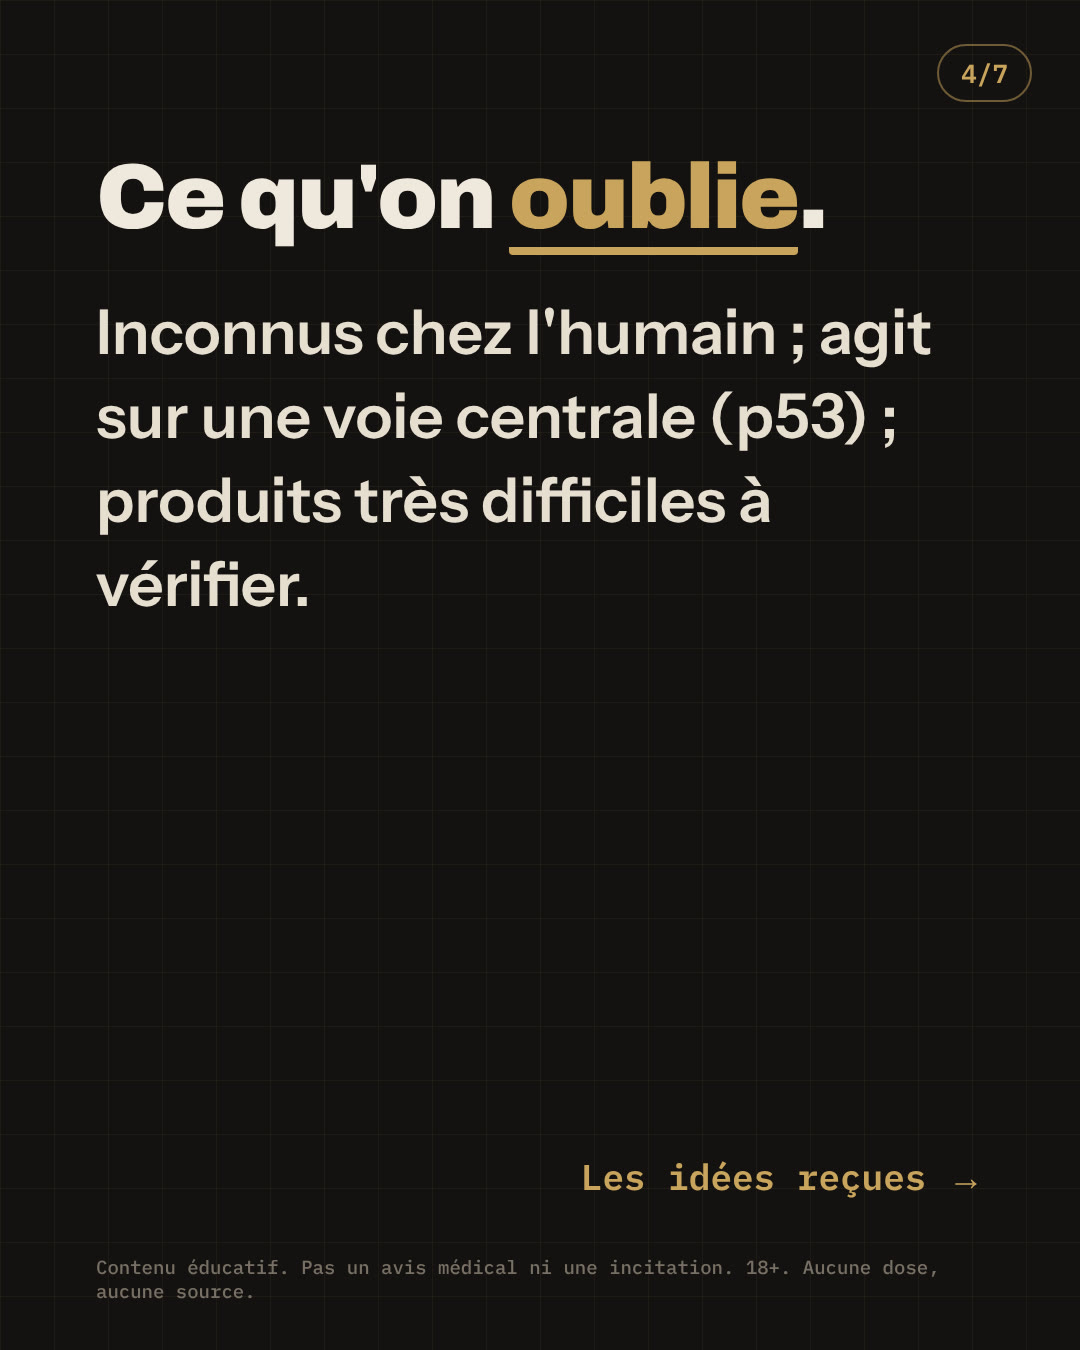 4/7
Ce qu'on oublie.
Inconnus chez l'humain ; agit
sur une voie centrale (p53) ;
produits très difficiles à
vérifier.
Les idées reçues →
Contenu éducatif. Pas un avis médical ni une incitation. 18+. Aucune dose,
aucune source.